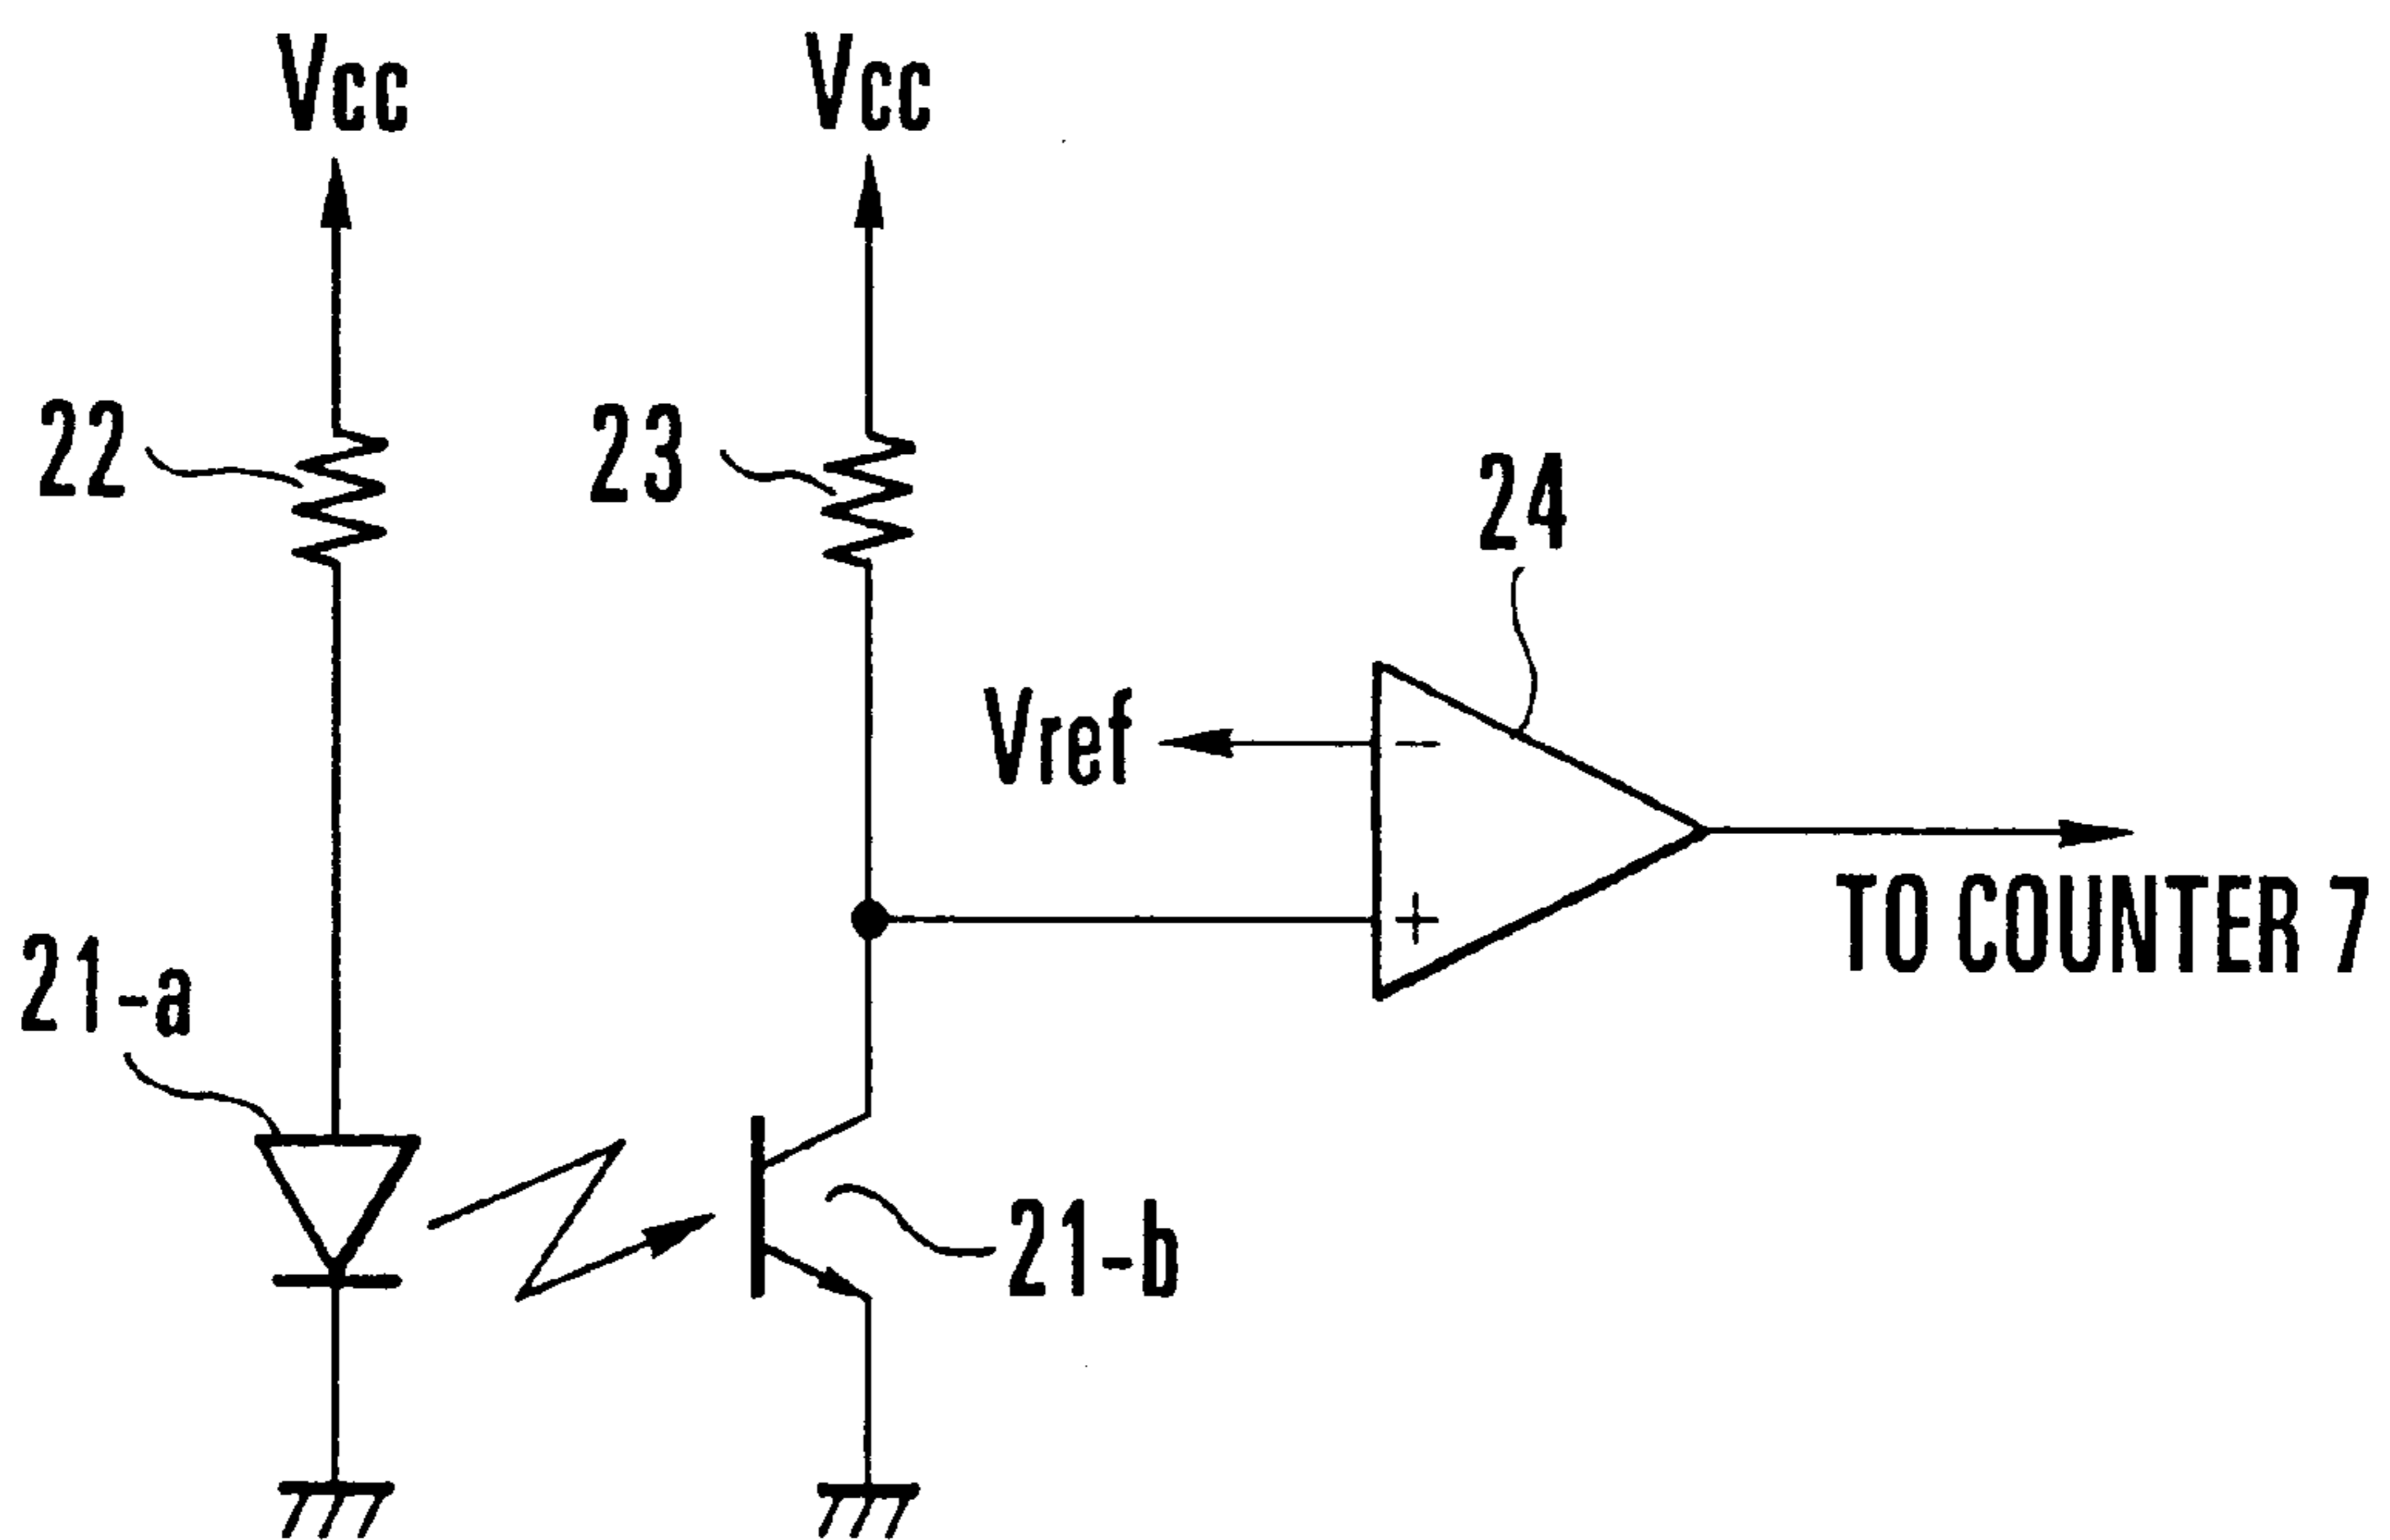 Vcc
Vcc
22
23
24
Vref
-
+
TO COUNTER 7
21-a
21-b